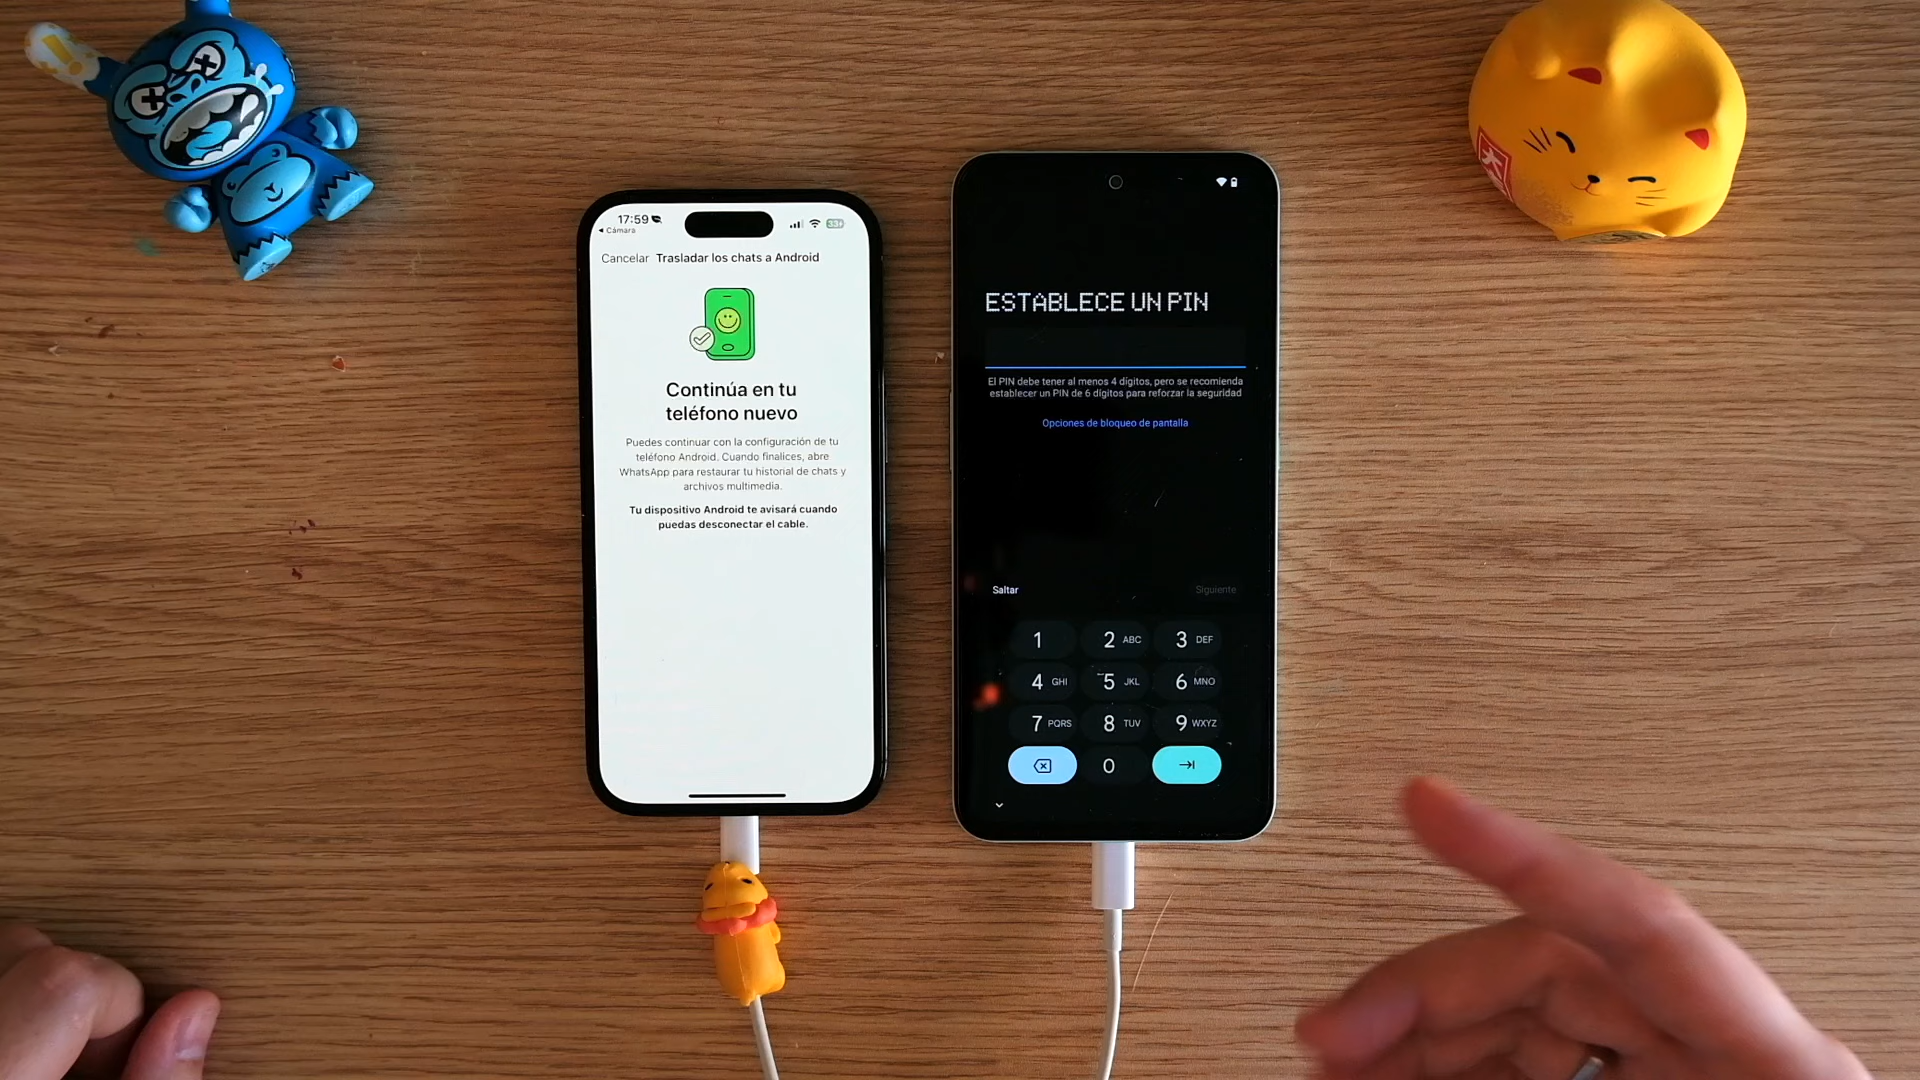 17:59
Cámara
33
Cancelar Trasladar los chats a Android
Continúa en tu
teléfono nuevo
Puedes continuar con la configuración de tu
teléfono Android. Cuando finalices, abre
WhatsApp para restaurar tu historial de chats y
archivos multimedia.
Tu dispositivo Android te avisará cuando
puedas desconectar el cable.
ESTABLECE UN PIN
El PIN debe tener al menos 4 dígitos, pero se recomienda
establecer un PIN de 6 dígitos para reforzar la seguridad
Opciones de bloqueo de pantalla
Saltar Siguiente
1 2 ABC 3 DEF
4 GHI 5 JKL 6 MNO
7 PQRS 8 TUV 9 WXYZ
0